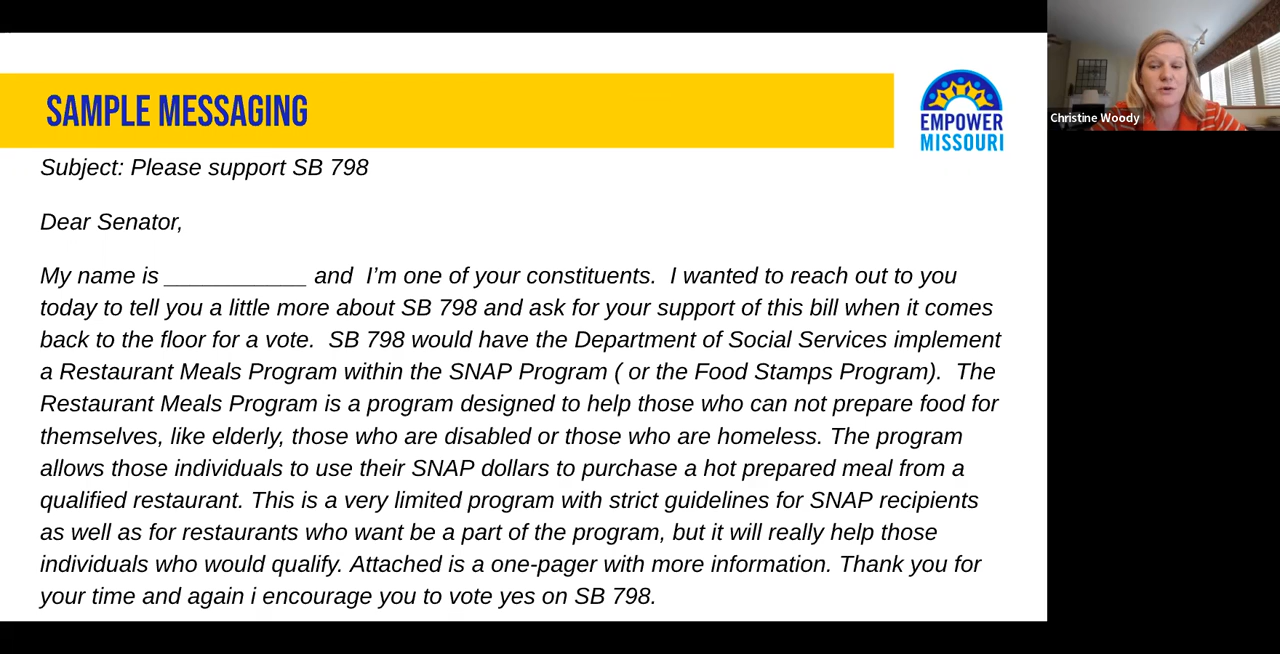 SAMPLE MESSAGING
EMPOWER
MISSOURI
Christine Woody
Subject: Please support SB 798
Dear Senator,
My name is ___________ and  I’m one of your constituents.  I wanted to reach out to you
today to tell you a little more about SB 798 and ask for your support of this bill when it comes
back to the floor for a vote.  SB 798 would have the Department of Social Services implement
a Restaurant Meals Program within the SNAP Program ( or the Food Stamps Program).  The
Restaurant Meals Program is a program designed to help those who can not prepare food for
themselves, like elderly, those who are disabled or those who are homeless. The program
allows those individuals to use their SNAP dollars to purchase a hot prepared meal from a
qualified restaurant. This is a very limited program with strict guidelines for SNAP recipients
as well as for restaurants who want be a part of the program, but it will really help those
individuals who would qualify. Attached is a one-pager with more information. Thank you for
your time and again i encourage you to vote yes on SB 798.